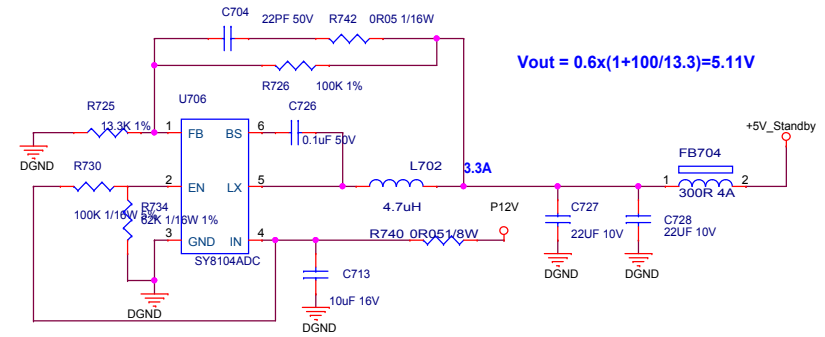 C704
22PF 50V
R742
0R05 1/16W
Vout = 0.6x(1+100/13.3)=5.11V
R726
100K 1%
U706
R725
C726
+5V_Standby
13.3K 1%
1
FB
BS
6
0.1uF 50V
DGND
R730
L702
3.3A
FB704
2
EN
LX
5
1
2
300R 4A
R734
100K 1/16W 5%
62K 1/16W 1%
4.7uH
P12V
C727
C728
3
GND
IN
4
R740
0R051/8W
22UF 10V
22UF 10V
SY8104ADC
C713
DGND
DGND
10uF 16V
DGND
DGND